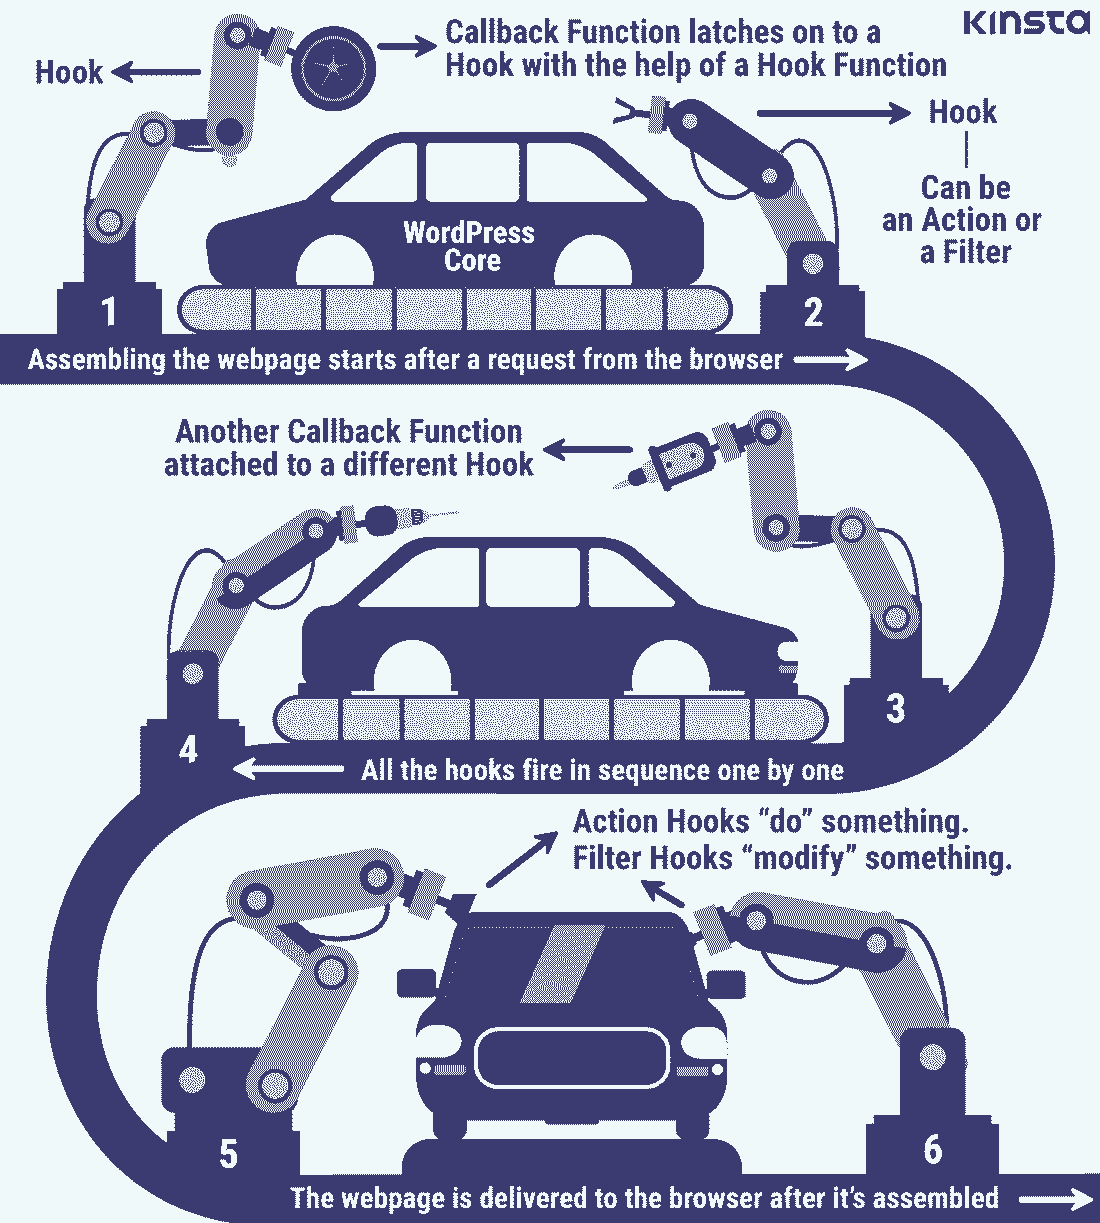 KINSTA
Callback Function latches on to a
Hook with the help of a Hook Function
Hook
Hook
Can be
an Action or
a Filter
WordPress
Core
1
2
Assembling the webpage starts after a request from the browser
Another Callback Function
attached to a different Hook
3
4
All the hooks fire in sequence one by one
Action Hooks “do” something.
Filter Hooks “modify” something.
5
6
The webpage is delivered to the browser after it's assembled